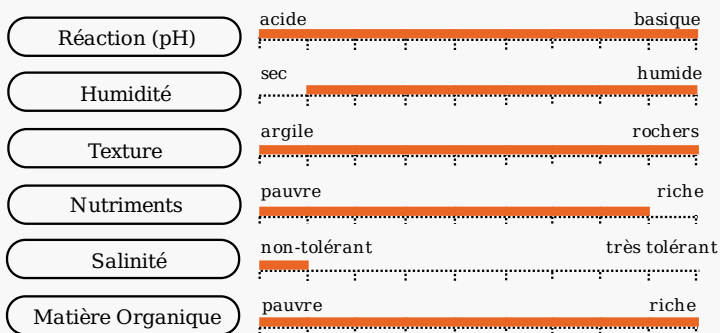 acide basique
Réaction (pH)
sec humide
Humidité
argile rochers
Texture
pauvre riche
Nutriments
non-tolérant très tolérant
Salinité
pauvre riche
Matière Organique